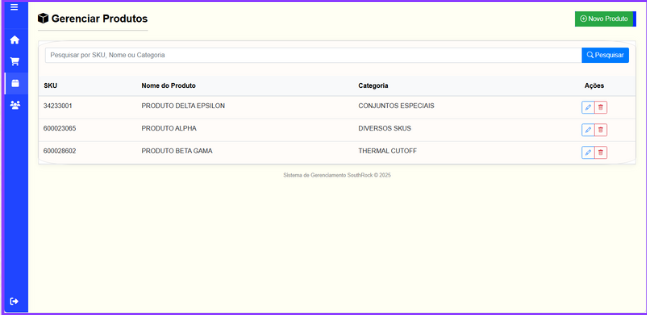 Gerenciar Produtos
Novo Produto
Pesquisar por SKU, Nome ou Categoria
Pesquisar
SKU Nome do Produto Categoria Ações
34233001 PRODUTO DELTA EPSILON CONJUNTOS ESPECIAIS
600023065 PRODUTO ALPHA DIVERSOS SKUS
600028602 PRODUTO BETA GAMA THERMAL CUTOFF
Sistema de Gerenciamento SouthRock © 2025